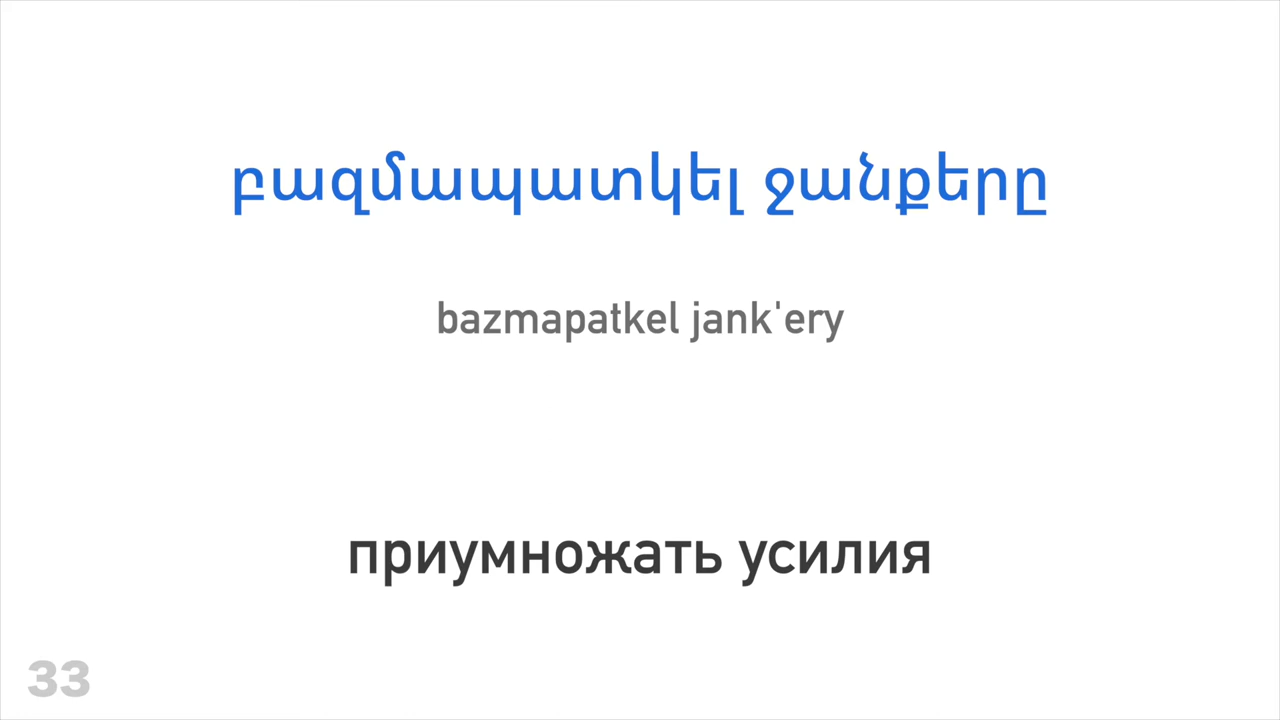 բազմապատկել ջանքերը
bazmapatkel jank'ery
приумножать усилия
33